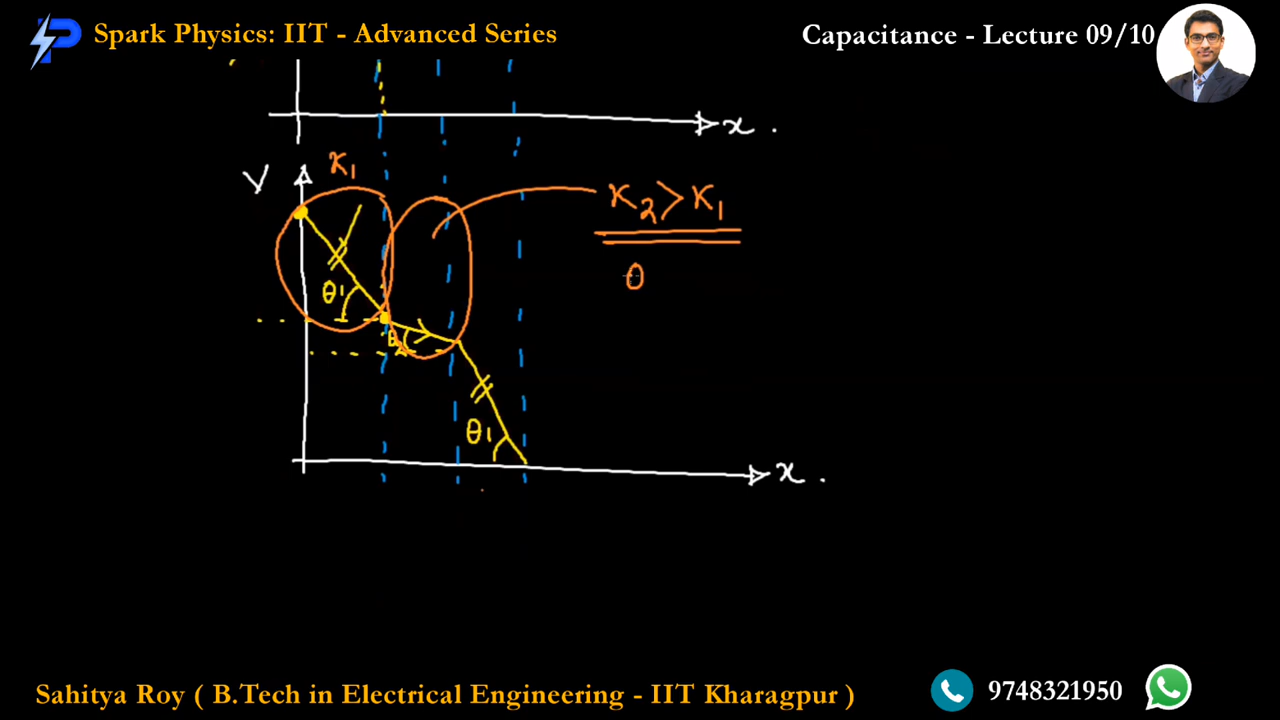 Spark Physics: IIT - Advanced Series
Capacitance - Lecture 09/10
x .
V
K1
K2 > K1
θ
θ1
θ1
x .
Sahitya Roy ( B.Tech in Electrical Engineering - IIT Kharagpur )
9748321950